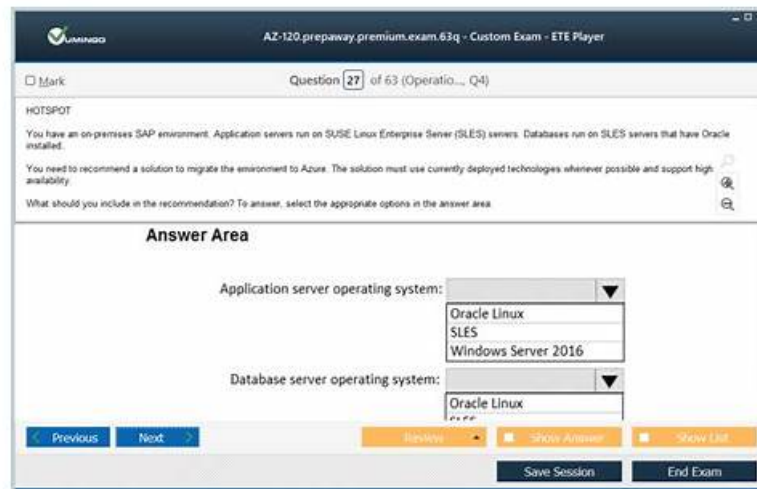 VUMINGO
AZ-120.prepaway.premium.exam.63q - Custom Exam - ETE Player
Mark
Question 27 of 63 (Operatio..., Q4)
HOTSPOT
You have an on-premises SAP environment. Application servers run on SUSE Linux Enterprise Server (SLES) servers. Databases run on SLES servers that have Oracle
installed.
You need to recommend a solution to migrate the environment to Azure. The solution must use currently deployed technologies whenever possible and support high
availability.
What should you include in the recommendation? To answer, select the appropriate options in the answer area.
Answer Area
Application server operating system:
Oracle Linux
SLES
Windows Server 2016
Database server operating system:
Oracle Linux
SLES
Previous Next Review Show Answer Show List
Save Session End Exam